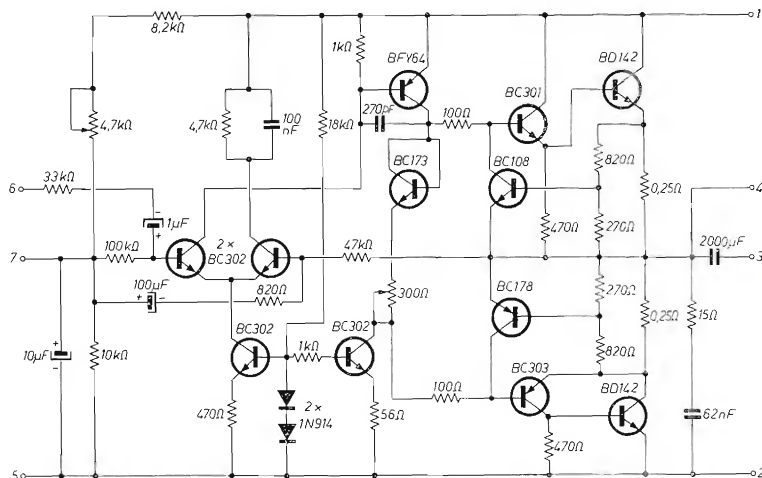 1
8,2kΩ
1kΩ
BFY64
BD142
BC301
4,7kΩ
4,7kΩ
100
nF
18kΩ
270pF
100Ω
6
33kΩ
BC173
BC108
820Ω
0,25Ω
4
1µF
-
+
470Ω
270Ω
2000µF
7
100kΩ
2×
BC302
47kΩ
3
100µF
+
-
820Ω
300Ω
270Ω
BC178
0,25Ω
15Ω
10µF
+
-
10kΩ
BC302
1kΩ
BC302
820Ω
BC303
BD142
100Ω
470Ω
2×
1N914
56Ω
470Ω
62nF
5
2